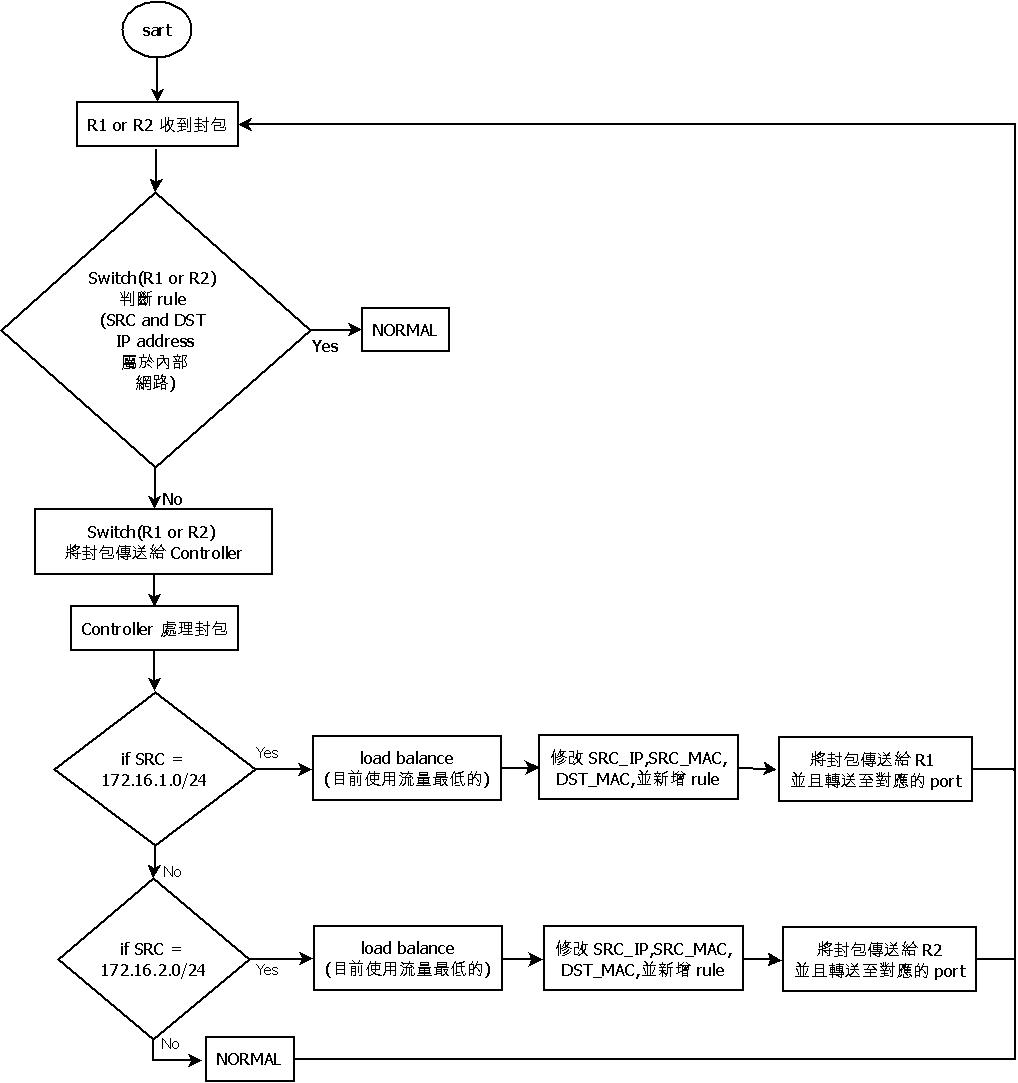 sart
R1 or R2 收到封包
Switch(R1 or R2)
判斷 rule
(SRC and DST
IP address
屬於內部
網路)
Yes
NORMAL
No
Switch(R1 or R2)
將封包傳送給 Controller
Controller 處理封包
if SRC =
172.16.1.0/24
Yes
load balance
(目前使用流量最低的)
修改 SRC_IP,SRC_MAC,
DST_MAC,並新增 rule
將封包傳送給 R1
並且轉送至對應的 port
No
if SRC =
172.16.2.0/24
Yes
load balance
(目前使用流量最低的)
修改 SRC_IP,SRC_MAC,
DST_MAC,並新增 rule
將封包傳送給 R2
並且轉送至對應的 port
No
NORMAL